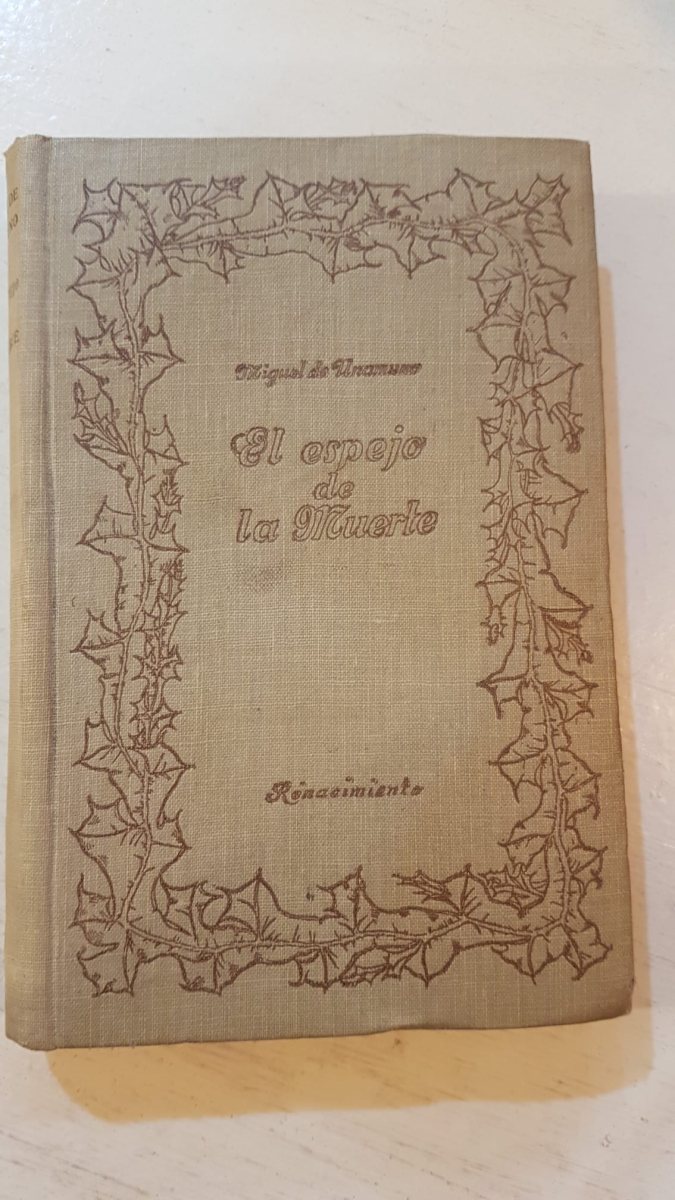 Miguel de Unamuno
El espejo
de
la Muerte
Renacimiento